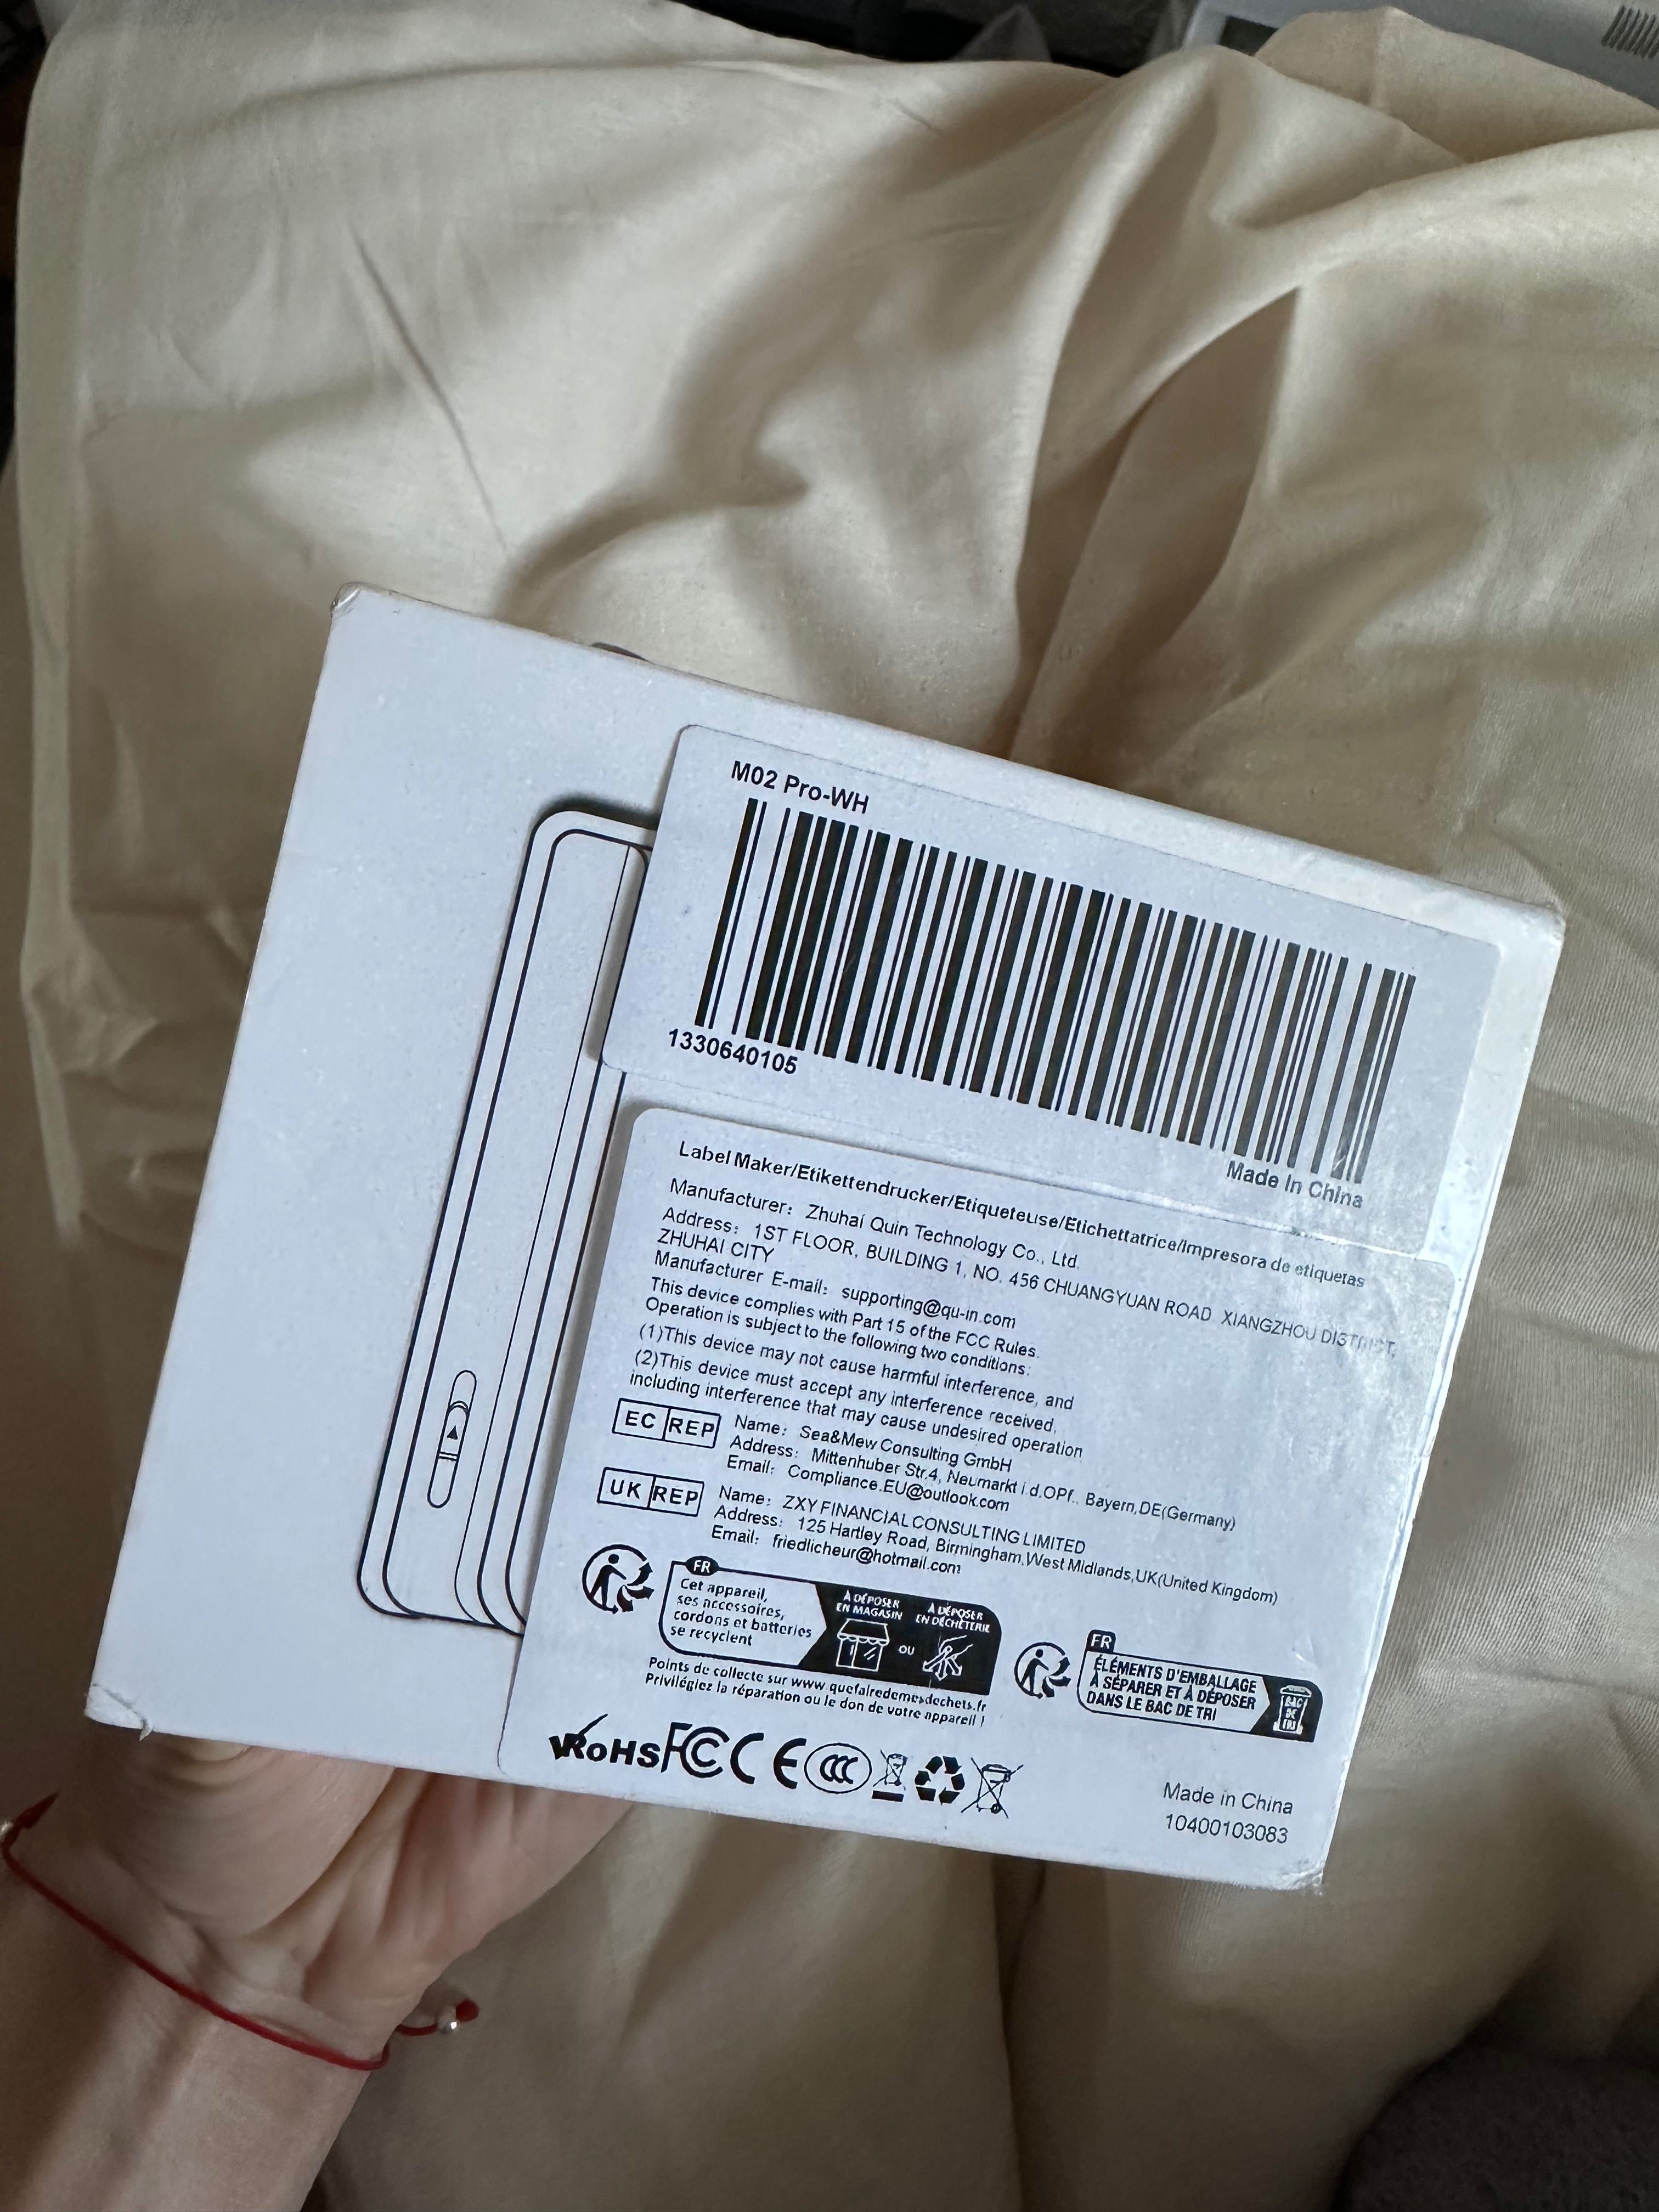 M02 Pro-WH
1330640105
Made In China
Label Maker/Etikettendrucker/Etiqueteuse/Etichettatrice/Impresora de etiquetas
Manufacturer: Zhuhai Quin Technology Co., Ltd.
Address: 1ST FLOOR, BUILDING 1, NO. 456 CHUANGYUAN ROAD XIANGZHOU DISTRICT,
ZHUHAI CITY
Manufacturer E-mail: supporting@qu-in.com
This device complies with Part 15 of the FCC Rules.
Operation is subject to the following two conditions:
(1)This device may not cause harmful interference, and
(2)This device must accept any interference received,
including interference that may cause undesired operation
EC REP
Name: Sea&Mew Consulting GmbH
Address: Mittenhuber Str.4, Neumarkt i.d.OPf., Bayern,DE(Germany)
Email: Compliance.EU@outlook.com
UK REP
Name: ZXY FINANCIAL CONSULTING LIMITED
Address: 125 Hartley Road, Birmingham,West Midlands,UK(United Kingdom)
Email: friedlicheur@hotmail.com
FR
Cet appareil,
ses accessoires,
cordons et batteries
se recyclent
À DÉPOSER
EN MAGASIN
OU
À DÉPOSER
EN DÉCHÈTERIE
Points de collecte sur www.quefairedemesdechets.fr
Privilégiez la réparation ou le don de votre appareil !
FR
ÉLÉMENTS D'EMBALLAGE
À SÉPARER ET À DÉPOSER
DANS LE BAC DE TRI
BAC
DE
TRI
RoHS FC CE CCC
Made in China
10400103083